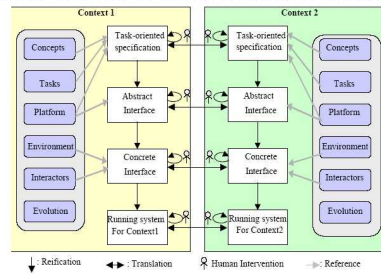 Context 1
Context 2
Concepts
Tasks
Platform
Environment
Interactors
Evolution
Task-oriented
specification
Abstract
Interface
Concrete
Interface
Running system
For Context1
Task-oriented
specification
Abstract
Interface
Concrete
Interface
Running system
For Context2
Concepts
Tasks
Platform
Environment
Interactors
Evolution
: Reification
: Translation
: Human Intervention
: Reference